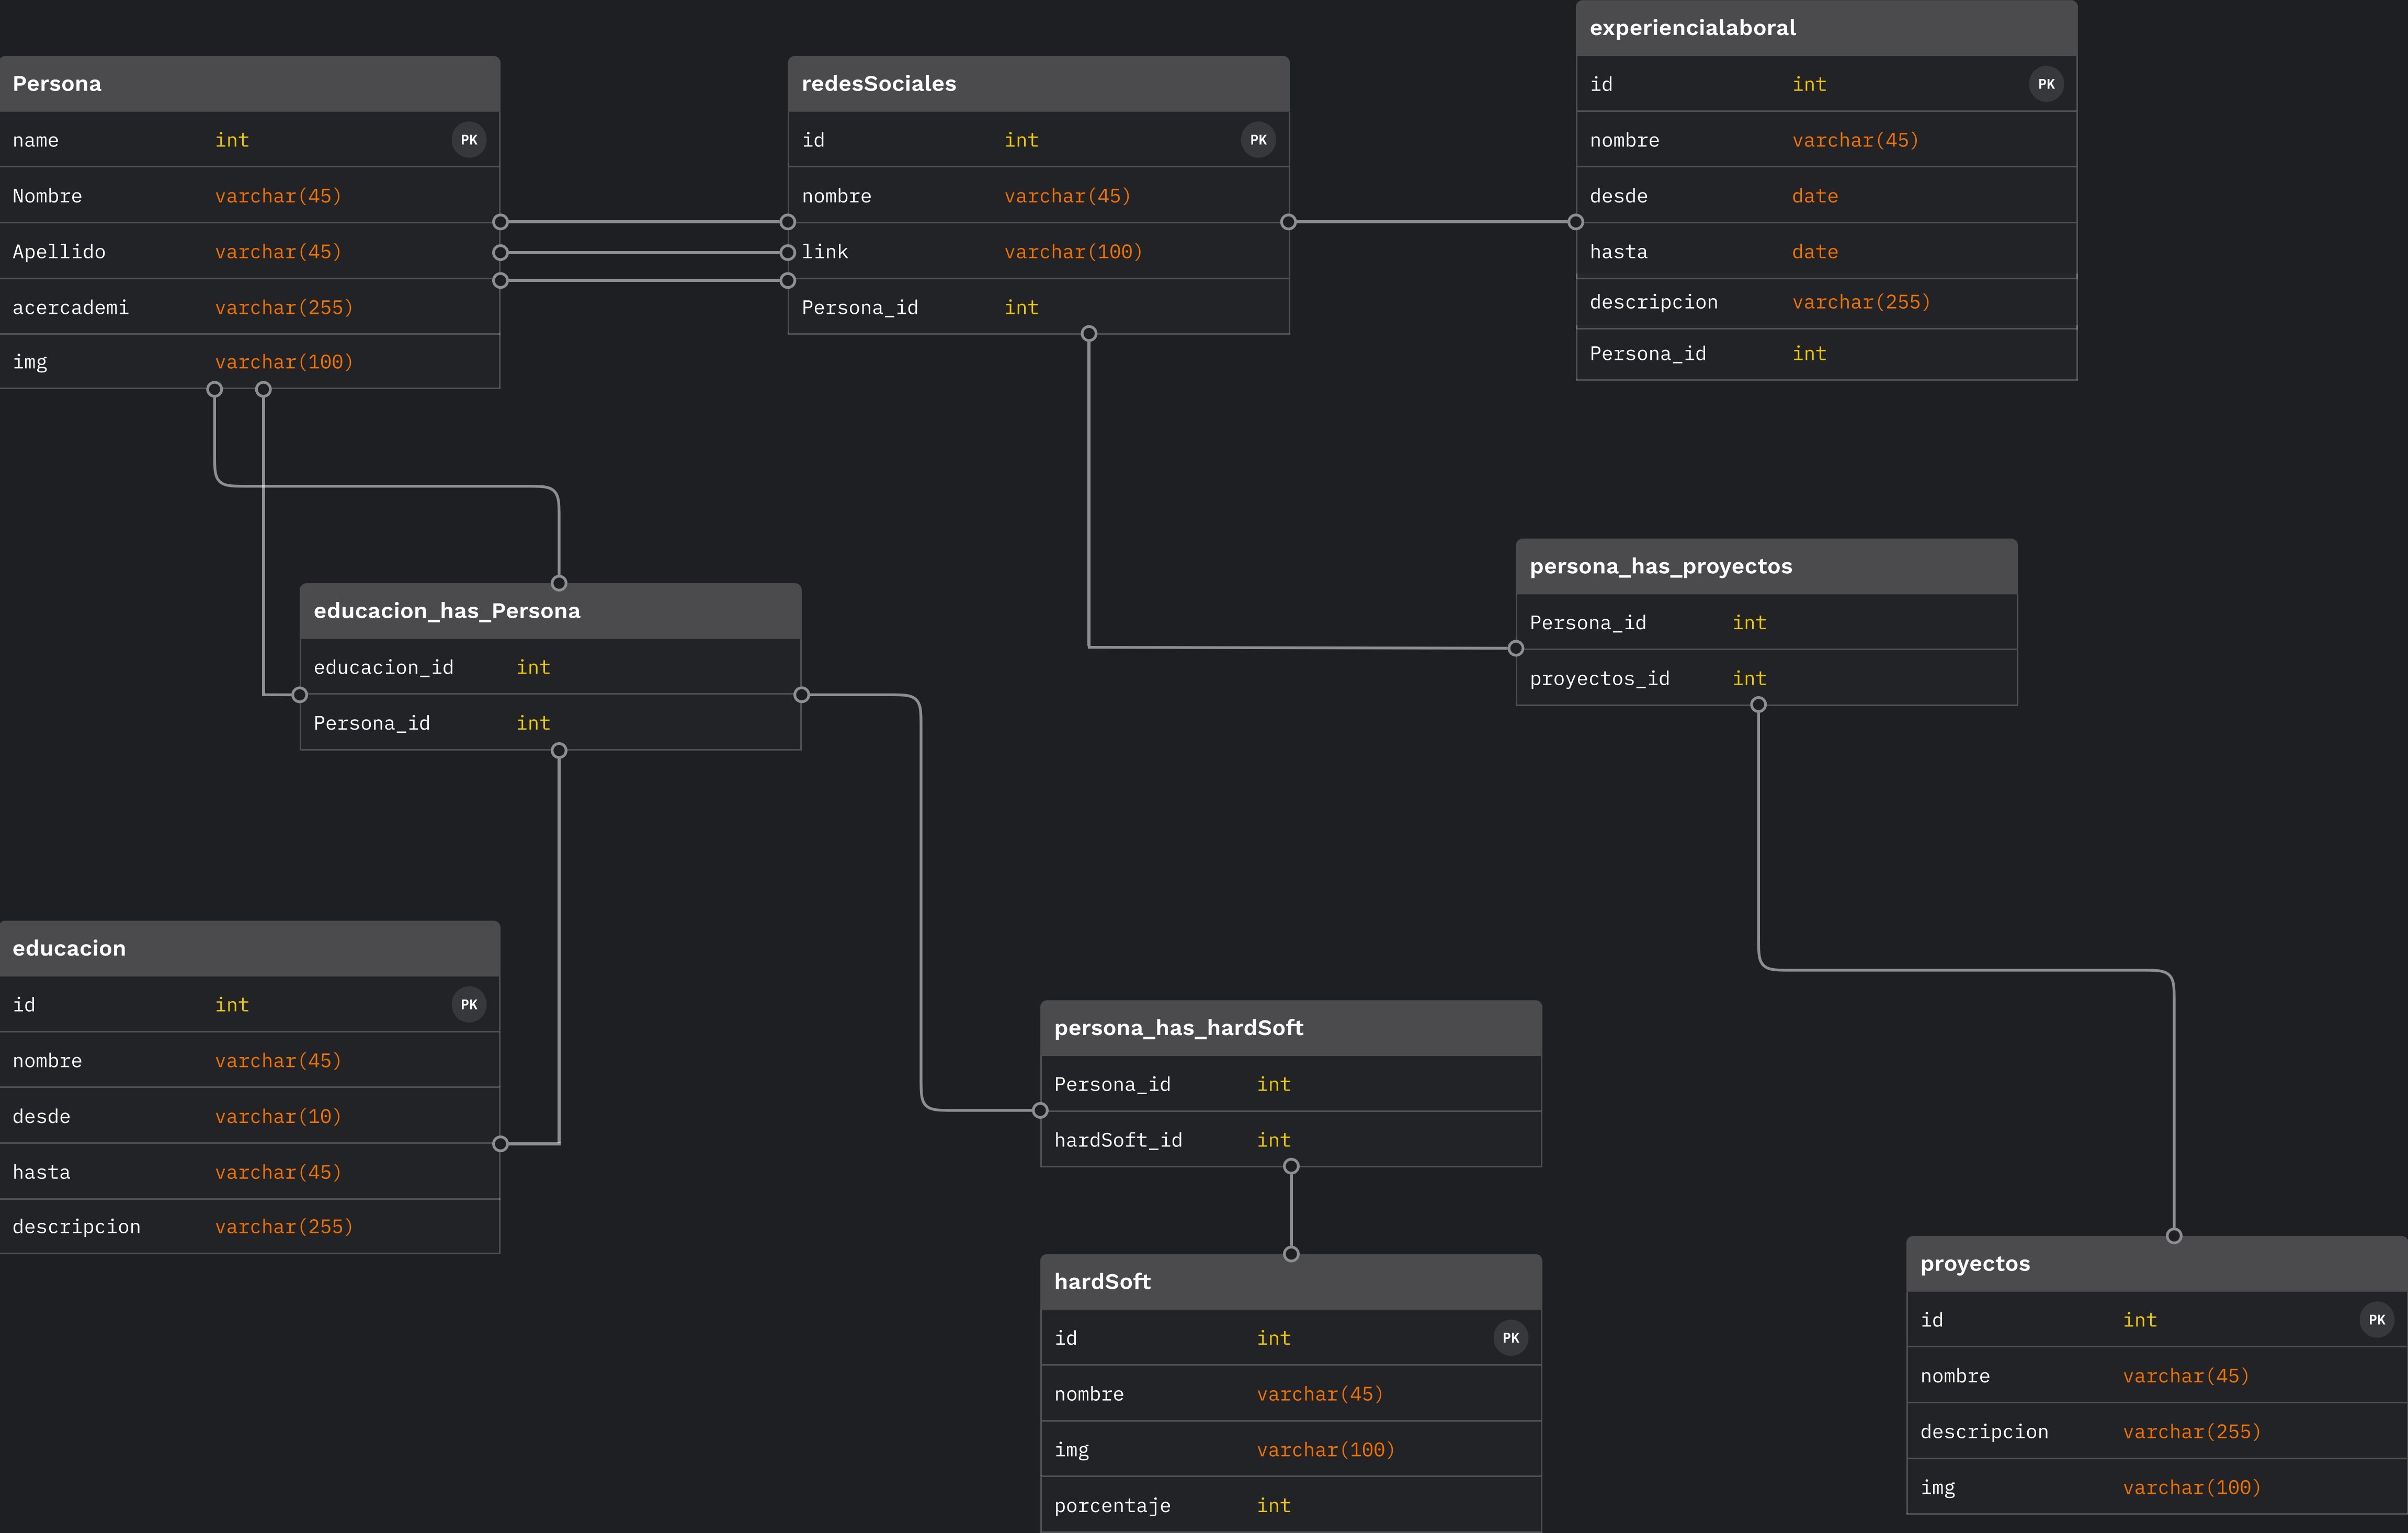 Persona
name int PK
Nombre varchar(45)
Apellido varchar(45)
acercademi varchar(255)
img varchar(100)
redesSociales
id int PK
nombre varchar(45)
link varchar(100)
Persona_id int
experiencialaboral
id int PK
nombre varchar(45)
desde date
hasta date
descripcion varchar(255)
Persona_id int
educacion_has_Persona
educacion_id int
Persona_id int
persona_has_proyectos
Persona_id int
proyectos_id int
educacion
id int PK
nombre varchar(45)
desde varchar(10)
hasta varchar(45)
descripcion varchar(255)
persona_has_hardSoft
Persona_id int
hardSoft_id int
hardSoft
id int PK
nombre varchar(45)
img varchar(100)
porcentaje int
proyectos
id int PK
nombre varchar(45)
descripcion varchar(255)
img varchar(100)